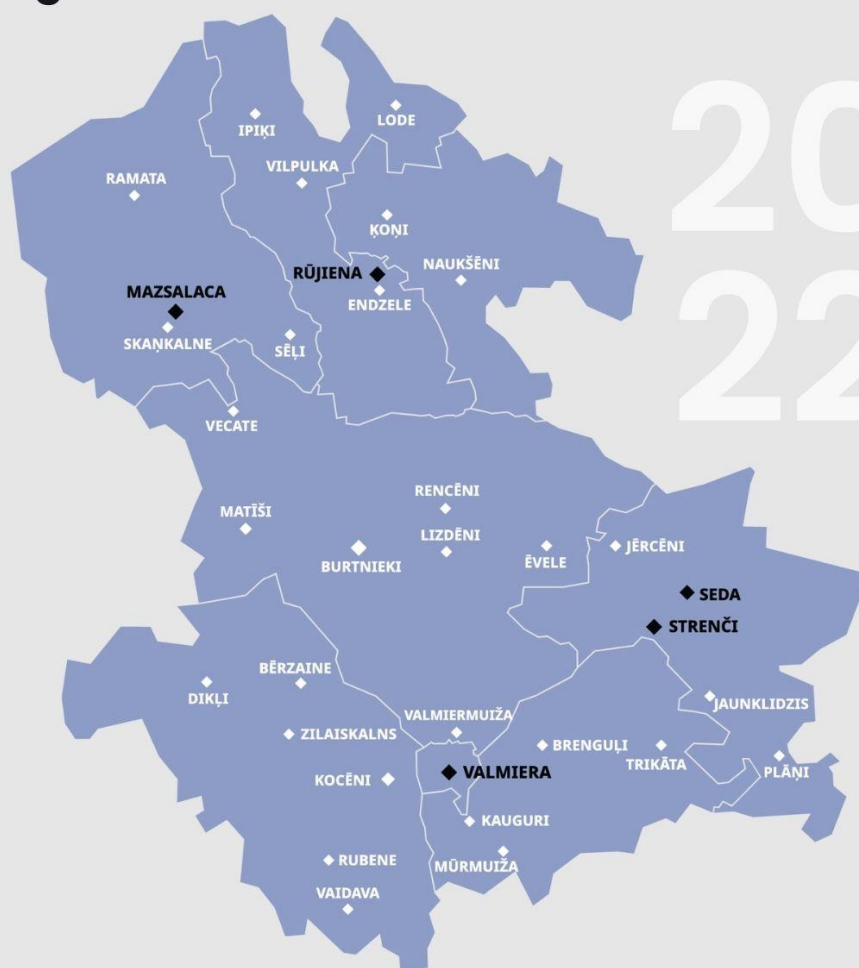 20
22
LODE
IPIĶI
VILPULKA
RAMATA
ĶOŅI
NAUKŠĒNI
RŪJIENA
ENDZELE
MAZSALACA
SKAŅKALNE
SĒĻI
VECATE
RENCĒNI
MATĪŠI
LIZDĒNI
BURTNIEKI
ĒVELE
JĒRCĒNI
SEDA
STRENČI
BĒRZAINE
DIKĻI
JAUNKLIDZIS
VALMIERMUIŽA
ZILAISKALNS
BRENGUĻI
TRIKĀTA
PLĀŅI
KOCĒNI
VALMIERA
KAUGURI
MŪRMUIŽA
RUBENE
VAIDAVA